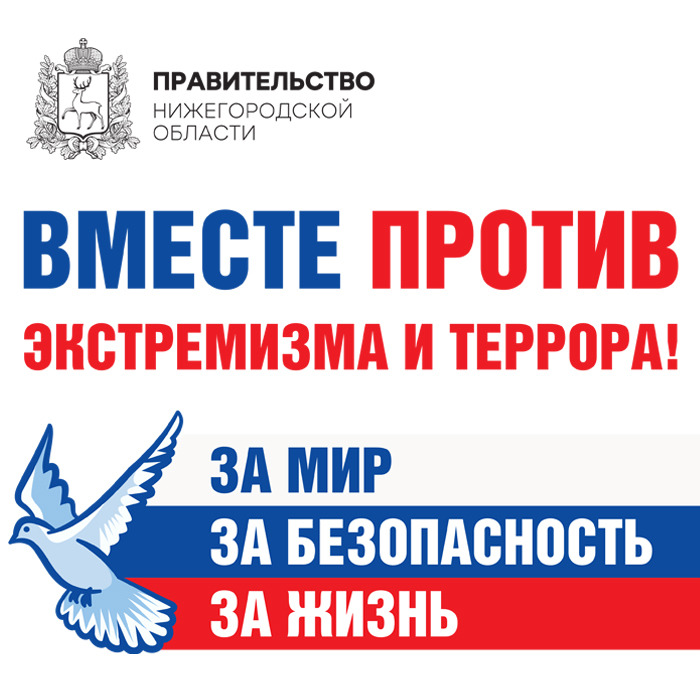 ПРАВИТЕЛЬСТВО
НИЖЕГОРОДСКОЙ
ОБЛАСТИ
ВМЕСТЕ ПРОТИВ
ЭКСТРЕМИЗМА И ТЕРРОРА!
ЗА МИР
ЗА БЕЗОПАСНОСТЬ
ЗА ЖИЗНЬ